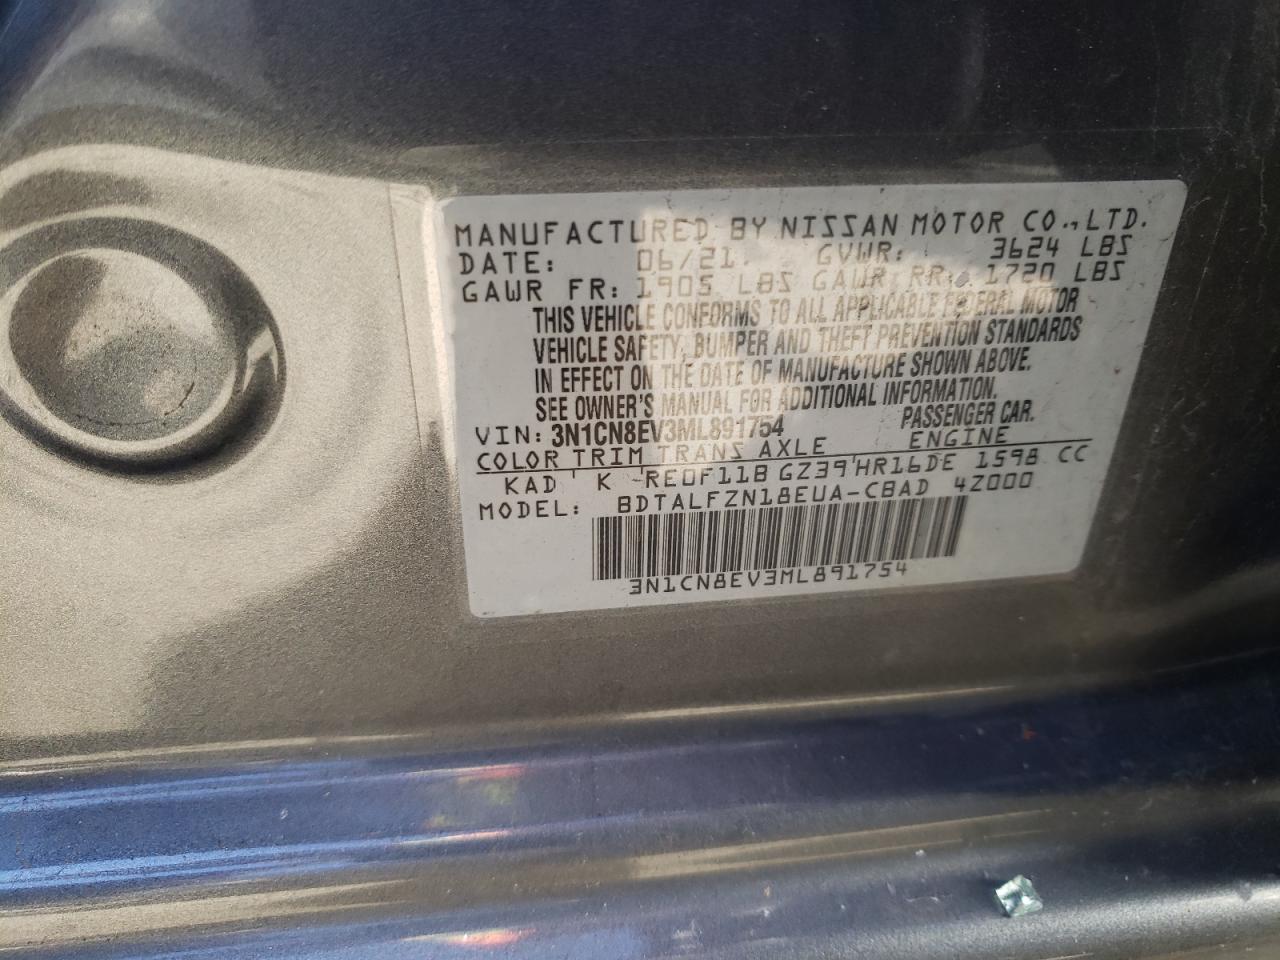 MANUFACTURED BY NISSAN MOTOR CO.,LTD.
DATE: 06/21. GVWR: 3624 LBS
GAWR FR: 1905 LBS GAWR RR: 1720 LBS
THIS VEHICLE CONFORMS TO ALL APPLICABLE FEDERAL MOTOR
VEHICLE SAFETY, BUMPER AND THEFT PREVENTION STANDARDS
IN EFFECT ON THE DATE OF MANUFACTURE SHOWN ABOVE.
SEE OWNER'S MANUAL FOR ADDITIONAL INFORMATION.
VIN: 3N1CN8EV3ML891754 PASSENGER CAR.
COLOR TRIM TRANS AXLE ENGINE
KAD K RE0F11B GZ39 HR16DE 1598 CC
MODEL: BDTALFZN18EUA-CBAD 4Z000
3N1CN8EV3ML891754